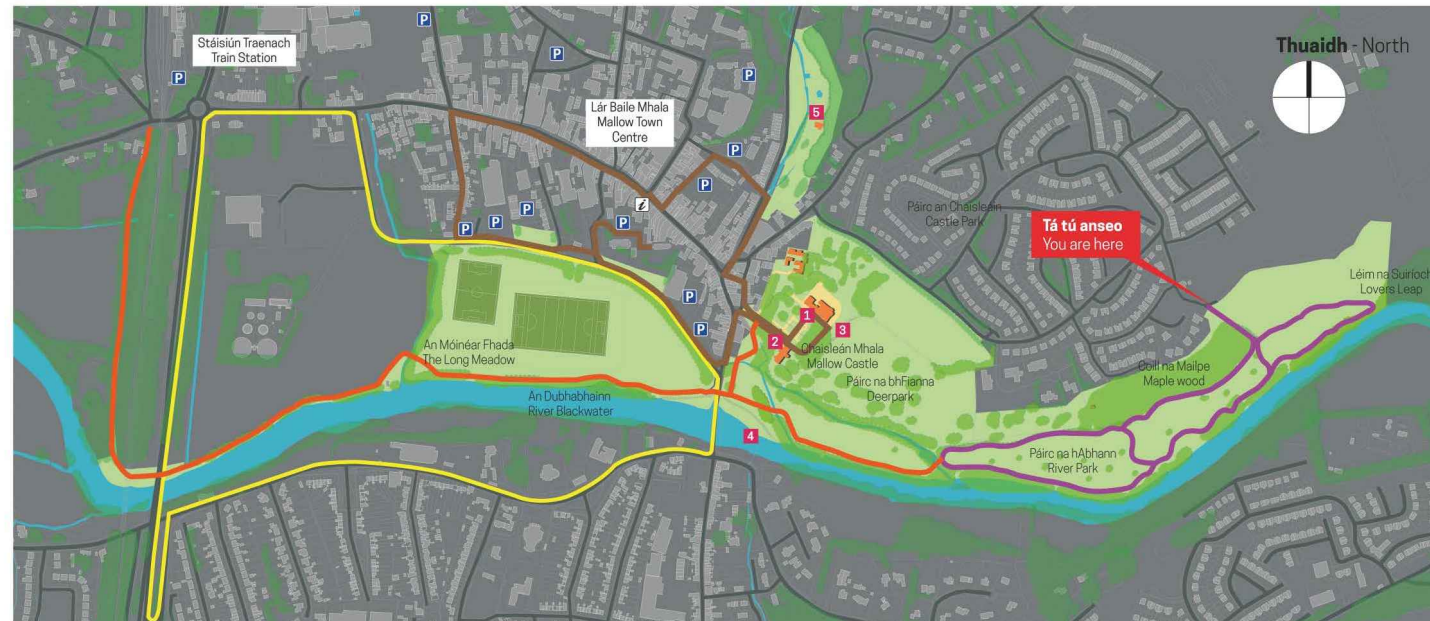 Stáisiún Traenach
Train Station
P
P
P
P
Lár Baile Mhala
Mallow Town
Centre
P
P
P
P
P
P
P
P
P
i
5
Thuaidh - North
Páirc an Chaisleáin
Castle Park
Tá tú anseo
You are here
Léim na Suiríoch
Lovers Leap
1
2
3
Chaisleán Mhala
Mallow Castle
Páirc na bhFianna
Deerpark
An Móinéar Fhada
The Long Meadow
An Dubhabhainn
River Blackwater
4
Coill na Mailpe
Maple wood
Páirc na hAbhann
River Park